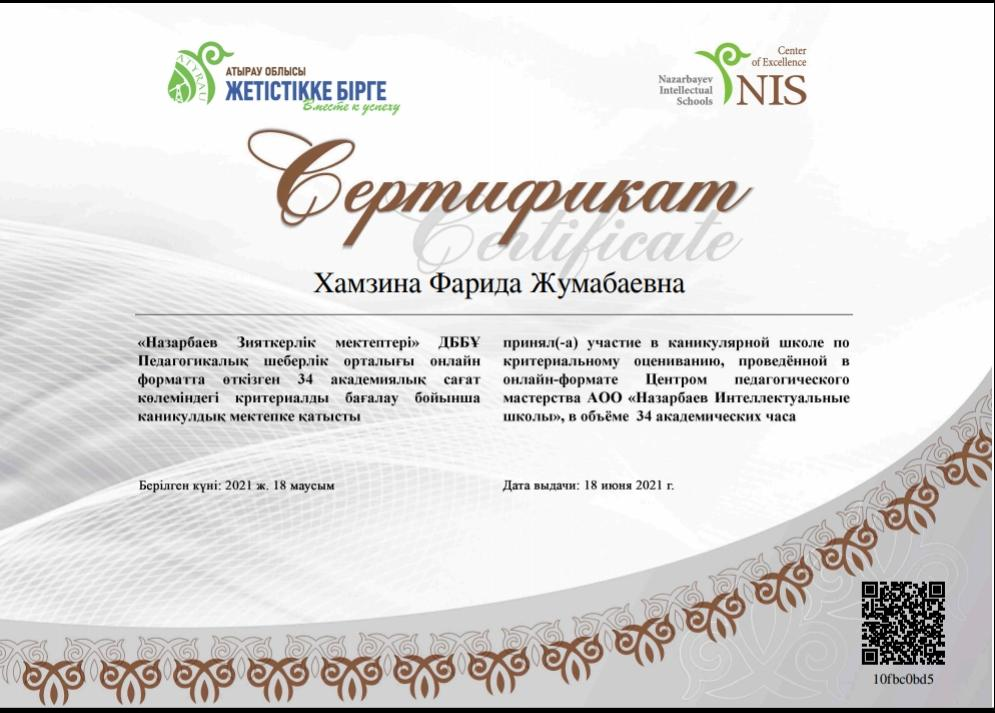 ATYRAU
АТЫРАУ ОБЛЫСЫ
ЖЕТІСТІККЕ БІРГЕ
Вместе к успеху
Center
of Excellence
Nazarbayev
Intellectual
Schools
NIS
Сертификат
Certificate
Хамзина Фарида Жумабаевна
«Назарбаев Зияткерлік мектептері» ДББҰ
Педагогикалық шеберлік орталығы онлайн
форматта өткізген 34 академиялық сағат
көлеміндегі критериалды бағалау бойынша
каникулдық мектепке қатысты
принял(-а) участие в каникулярной школе по
критериальному оцениванию, проведённой в
онлайн-формате Центром педагогического
мастерства АОО «Назарбаев Интеллектуальные
школы», в объёме 34 академических часа
Берілген күні: 2021 ж. 18 маусым
Дата выдачи: 18 июня 2021 г.
10fbc0bd5